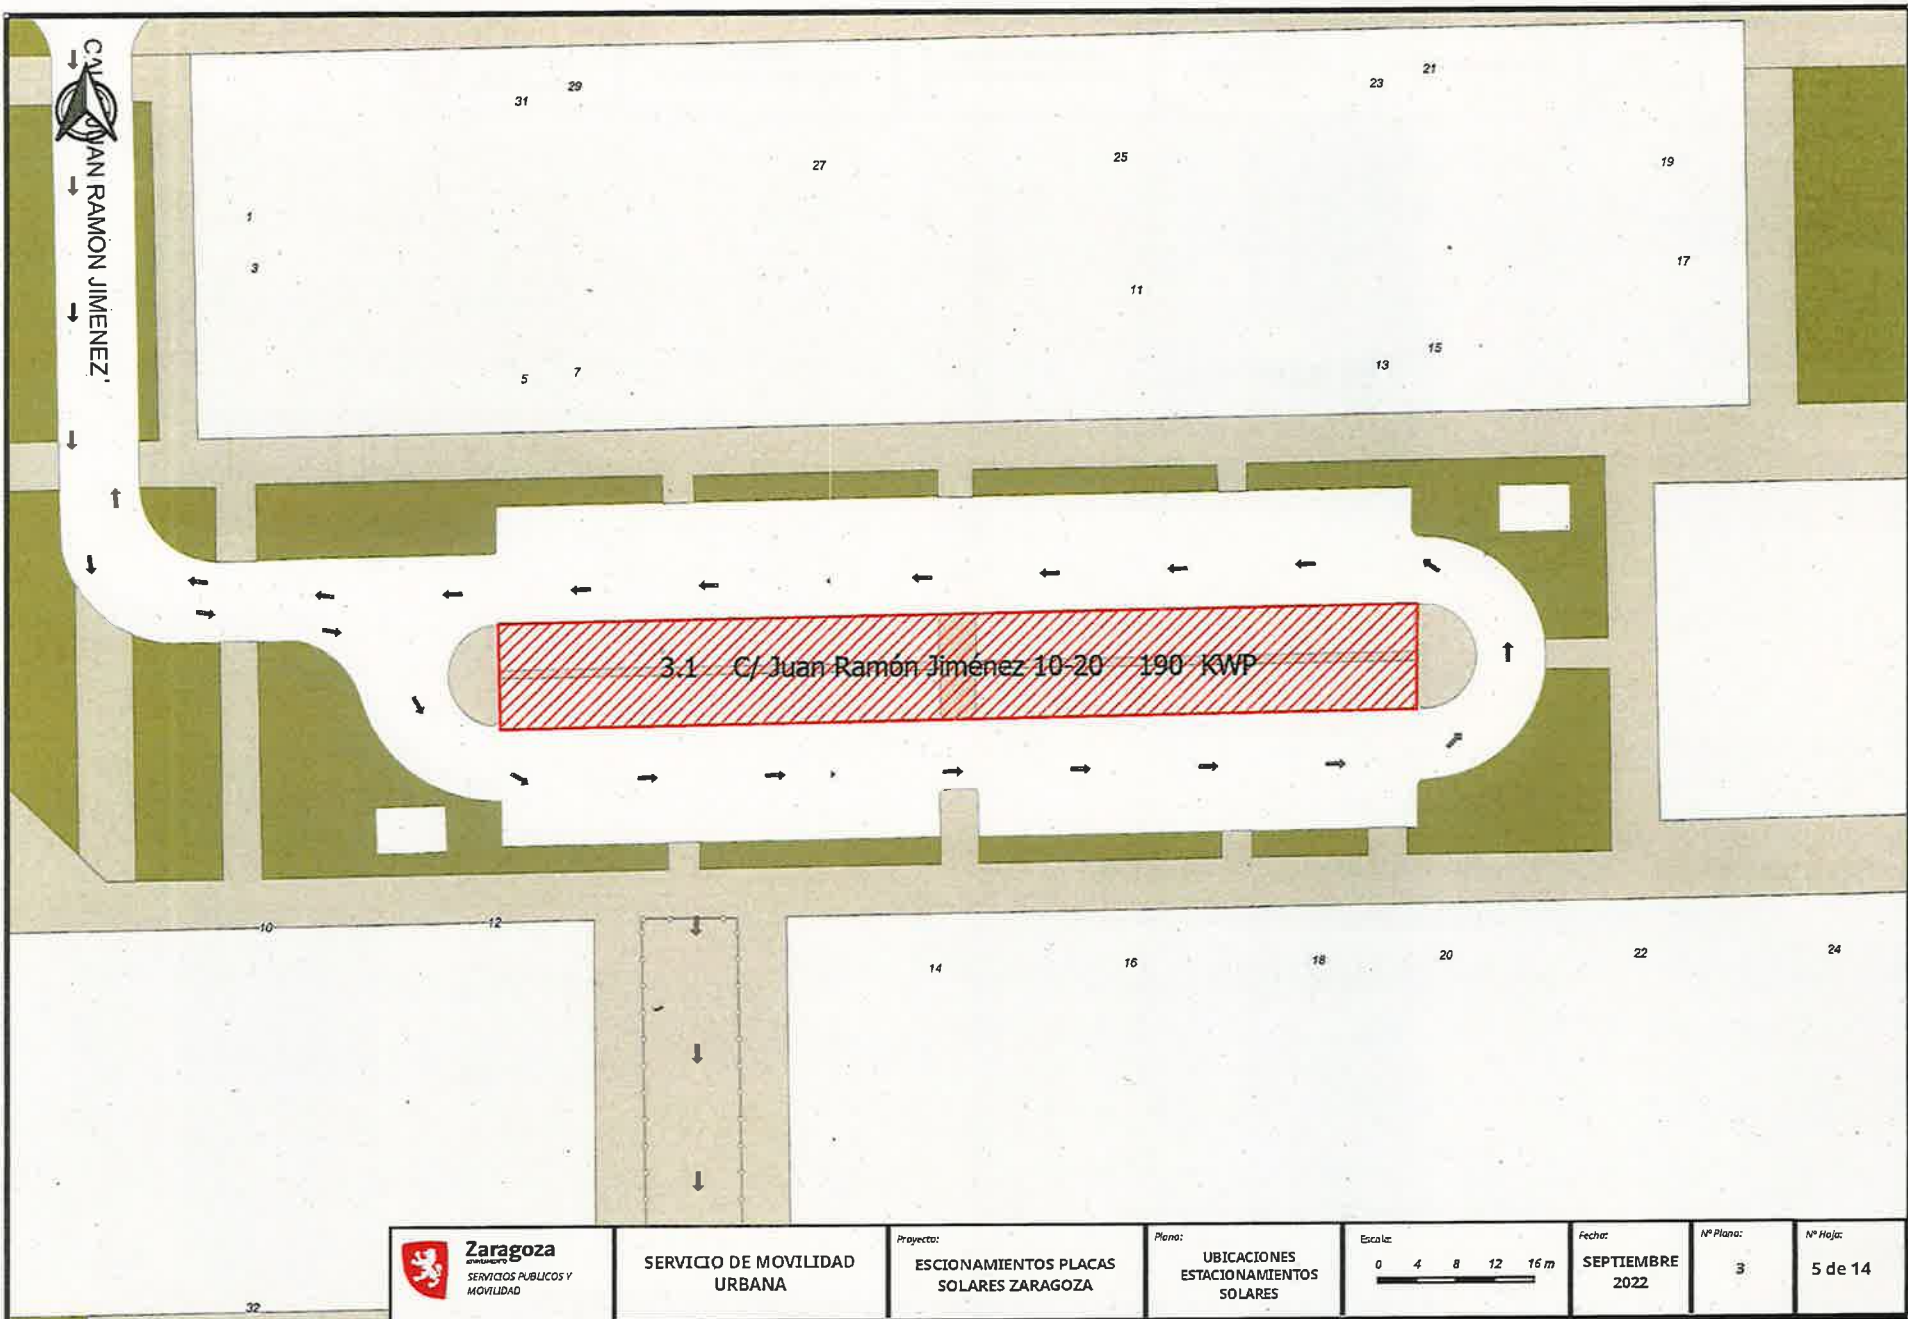 21
29
23
31
25
19
27
1
17
3
11
15
13
7
5
JUAN RAMÓN JIMENEZ'
3.1 C/ Juan Ramón Jiménez 10-20 190 KWP
10
12
14
16
18
20
22
24
32
Zaragoza
AYUNTAMIENTO
SERVICIOS PUBLICOS Y
MOVILIDAD
SERVICIO DE MOVILIDAD
URBANA
Proyecto:
ESCIONAMIENTOS PLACAS
SOLARES ZARAGOZA
Plano:
UBICACIONES
ESTACIONAMIENTOS
SOLARES
Escala:
0 4 8 12 16 m
Fecha:
SEPTIEMBRE
2022
Nº Plano:
3
Nº Hoja:
5 de 14